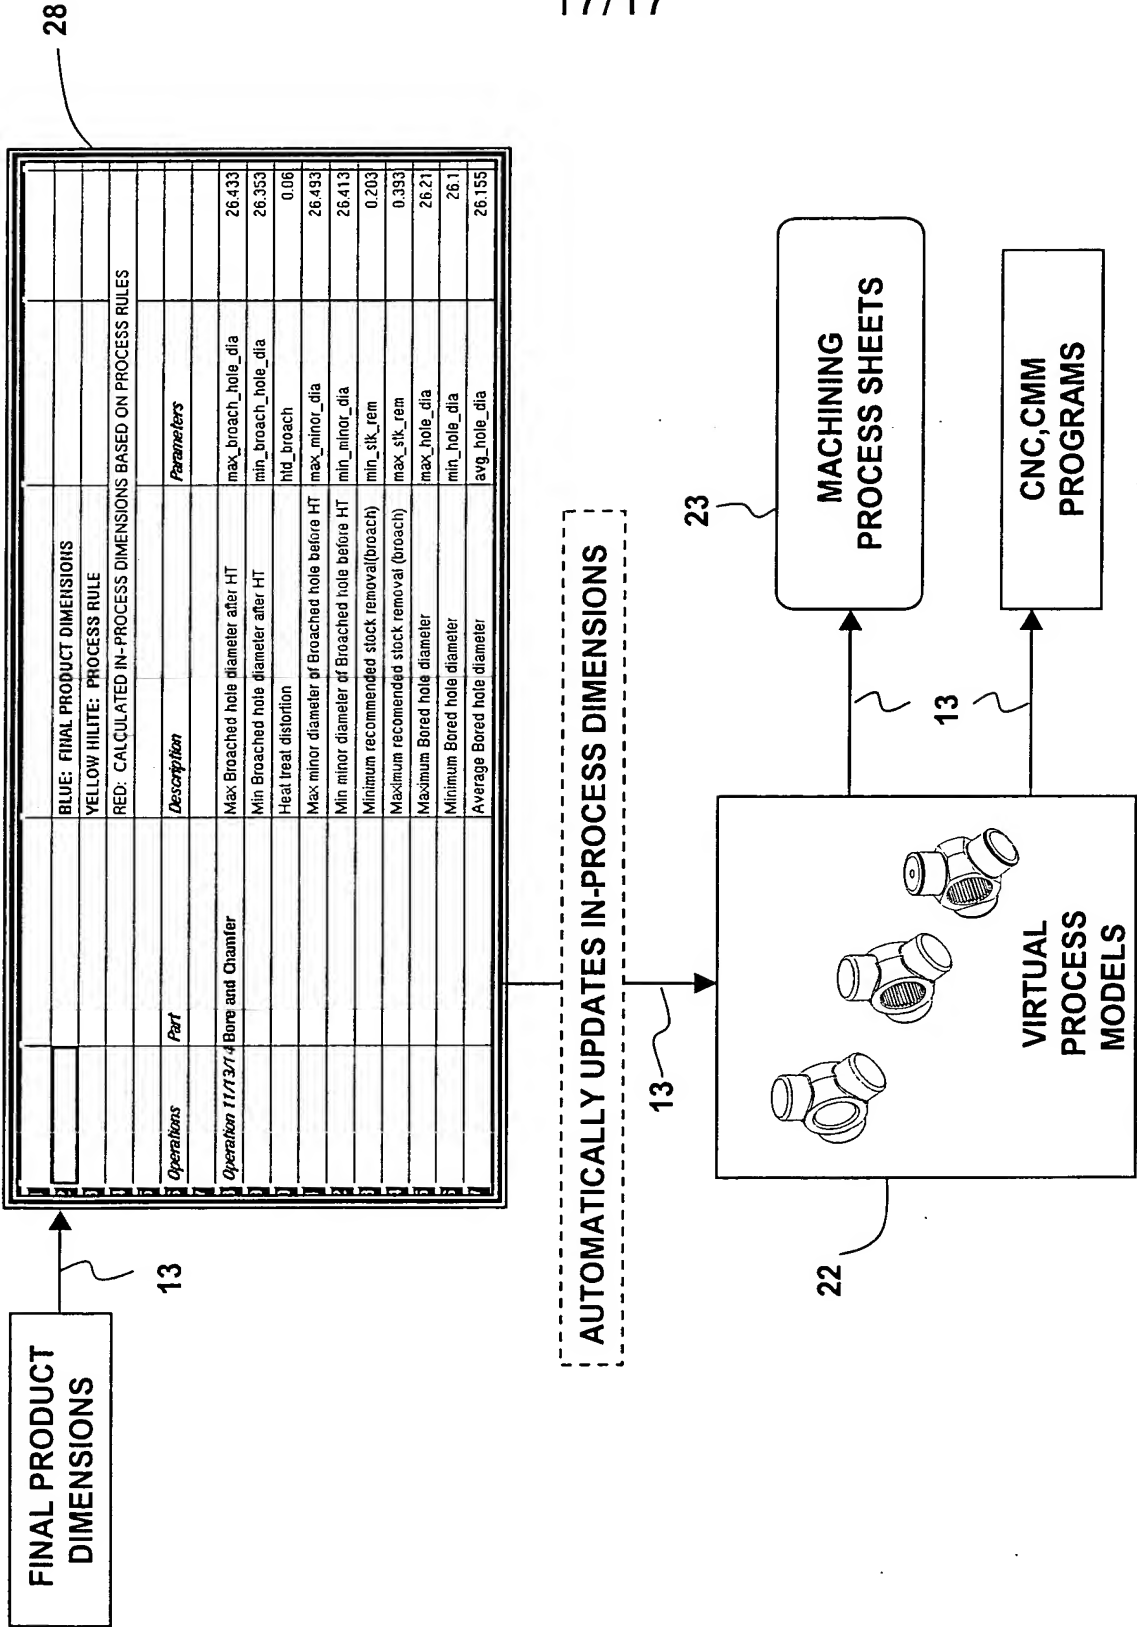 17/17
28
FINAL PRODUCT
DIMENSIONS
13
BLUE: FINAL PRODUCT DIMENSIONS
YELLOW HILITE: PROCESS RULE
RED: CALCULATED IN-PROCESS DIMENSIONS BASED ON PROCESS RULES
Operations Part Description Parameters
Operation 11/13/14 Bore and Chamfer Max Broached hole diameter after HT max_broach_hole_dia 26.433
Min Broached hole diameter after HT min_broach_hole_dia 26.353
Heat treat distortion htd_broach 0.06
Max minor diameter of Broached hole before HT max_minor_dia 26.493
Min minor diameter of Broached hole before HT min_minor_dia 26.413
Minimum recommended stock removal(broach) min_stk_rem 0.203
Maximum recomended stock removal (broach) max_stk_rem 0.393
Maximum Bored hole diameter max_hole_dia 26.21
Minimum Bored hole diameter min_hole_dia 26.1
Average Bored hole diameter avg_hole_dia 26.155
AUTOMATICALLY UPDATES IN-PROCESS DIMENSIONS
13
22
VIRTUAL
PROCESS
MODELS
13
23
MACHINING
PROCESS SHEETS
CNC,CMM
PROGRAMS